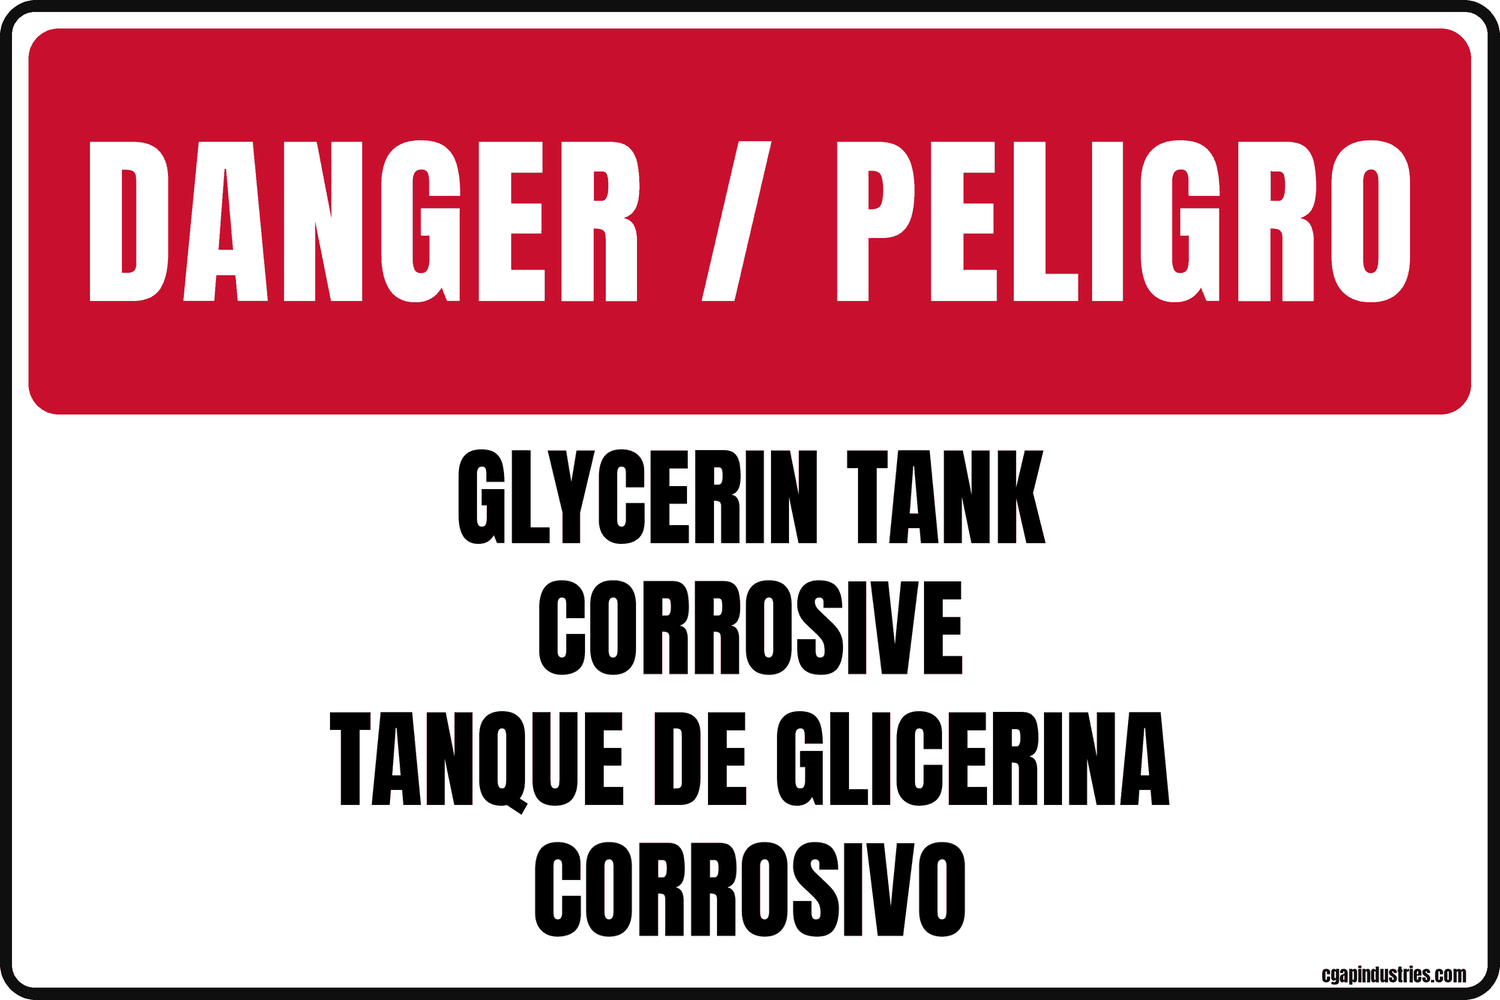 DANGER / PELIGRO
GLYCERIN TANK
CORROSIVE
TANQUE DE GLICERINA
CORROSIVO
cgapindustries.com